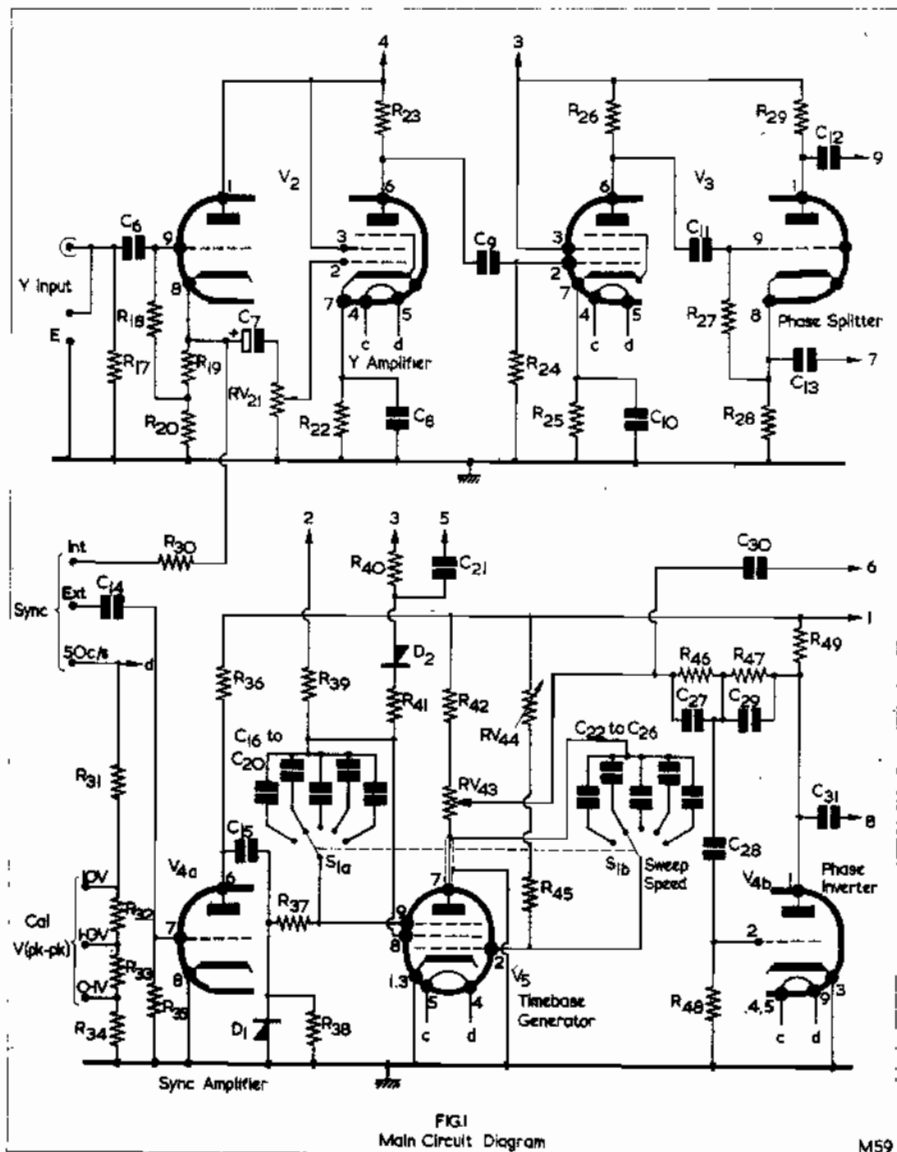 4
3
R23
R26
R29
C12
9
V2
V3
1
6
6
1
C6
9
3
2
C9
3
2
C11
9
Y Input
8
7
4
5
7
4
5
8
E
R18
C7
+
c
d
c
d
R27
Phase Splitter
R17
R19
RV21
Y Amplifier
R24
C13
7
R20
R22
C8
R25
C10
R28
2
3
5
C30
6
Int
R30
R40
C21
Sync
Ext
C14
1
50c/s
d
R36
R39
D2
R42
R46
R47
R49
R41
C27
C29
C16 to C20
RV44
C22 to C26
R31
RV43
C31
8
C15
S1a
S1b
Sweep Speed
C28
V4a
6
7
R45
V4b
Phase Inverter
1
10V
Cal
V(pk-pk)
R32
1·0V
7
R37
9
8
2
2
R33
8
1.3
5
4
V5
Timebase Generator
R48
4,5
9
3
0·1V
R34
R35
D1
R38
c
d
c
d
Sync Amplifier
FIG.1
Main Circuit Diagram
M59